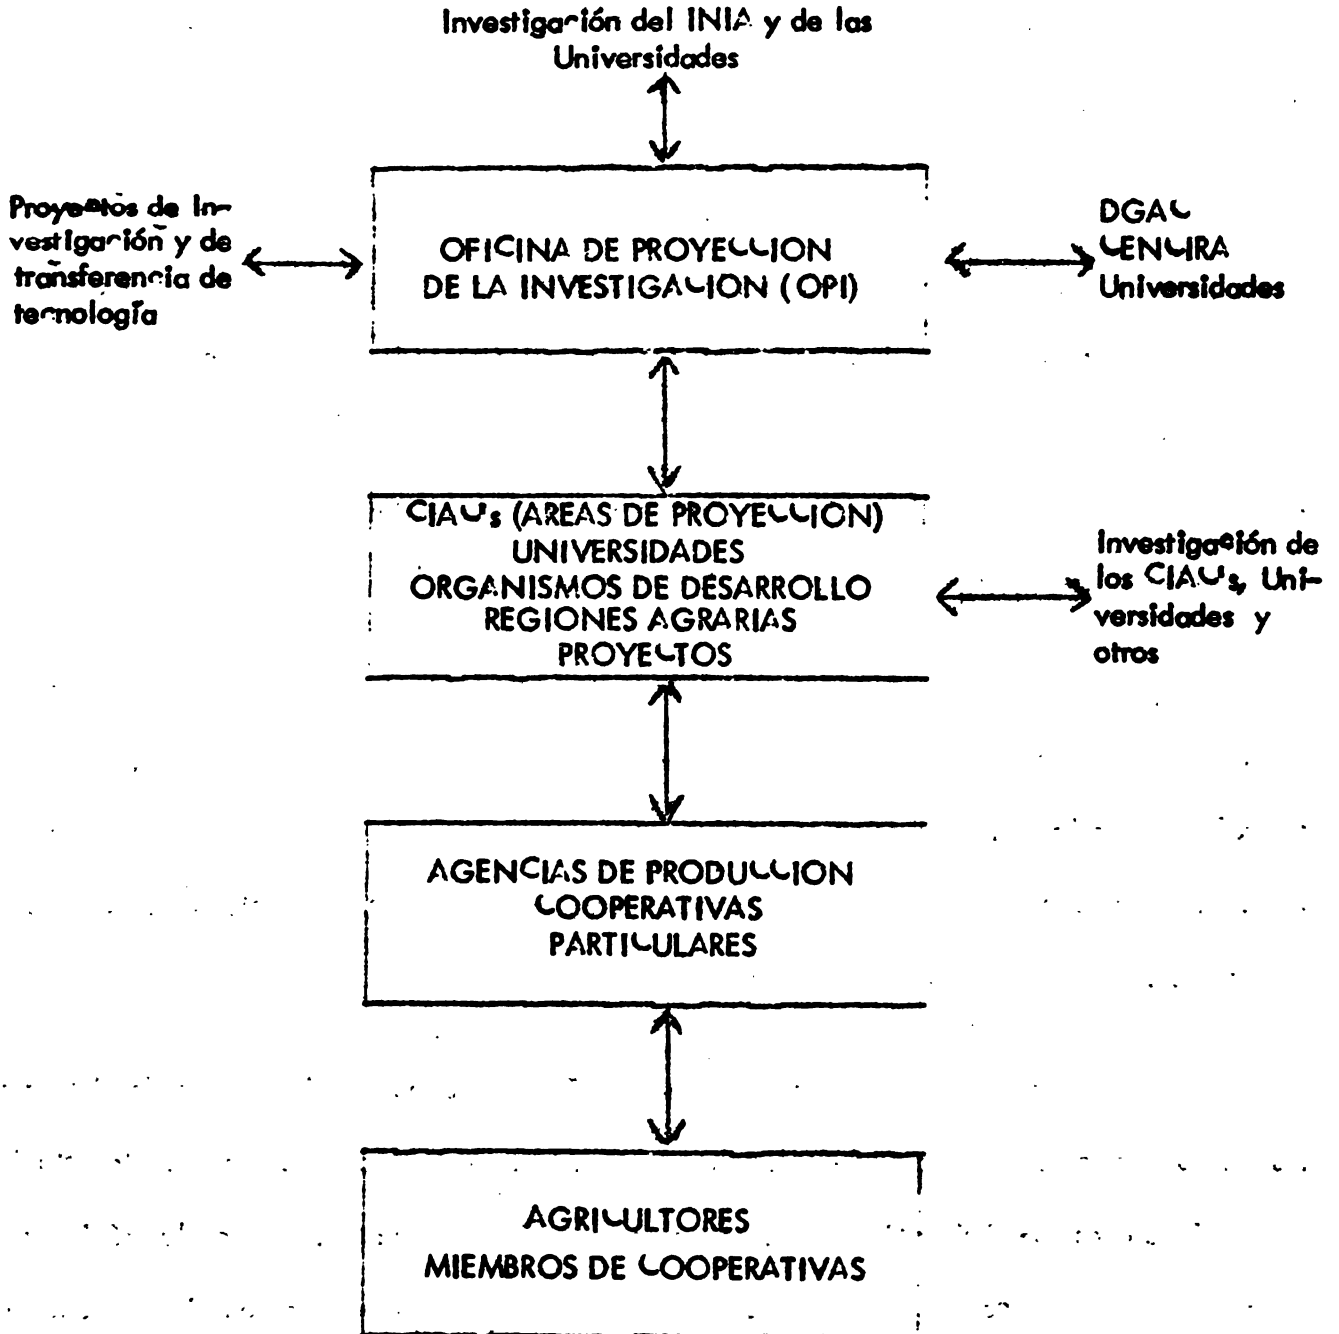 Investigación del INIA y de las
Universidades
Proyectos de In-
vestigación y de
transferencia de
tecnología
OFICINA DE PROYECCION
DE LA INVESTIGACION (OPI)
DGAC
CENCIRA
Universidades
CIAC's (AREAS DE PROYECCION)
UNIVERSIDADES
ORGANISMOS DE DESARROLLO
REGIONES AGRARIAS
PROYECTOS
Investigación de
los CIAC's, Uni-
versidades y
otros
AGENCIAS DE PRODUCCION
COOPERATIVAS
PARTICULARES
AGRICULTORES
MIEMBROS DE COOPERATIVAS